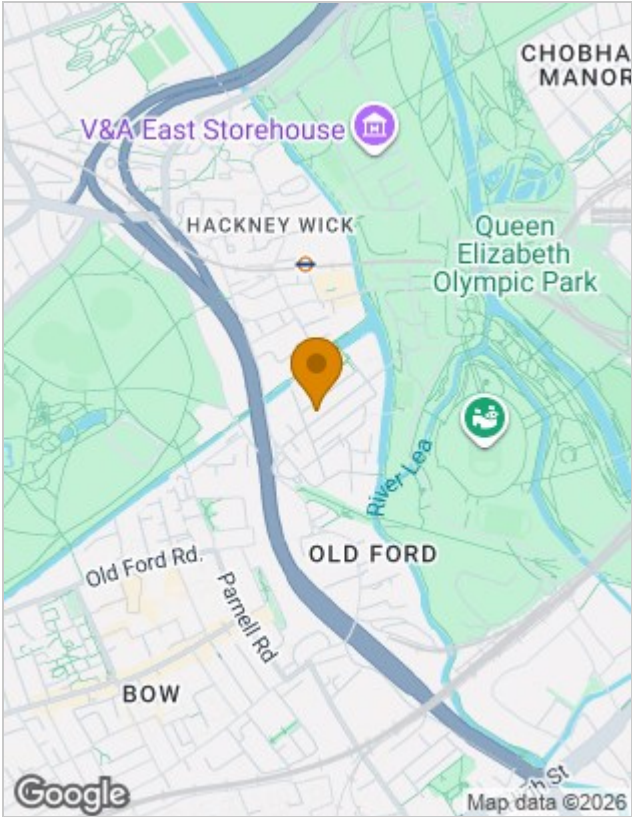 CHOBHA
MANOR
V&A East Storehouse
HACKNEY WICK
Queen
Elizabeth
Olympic Park
River Lea
OLD FORD
Old Ford Rd.
Parnell Rd
BOW
St
Google
Map data ©2026